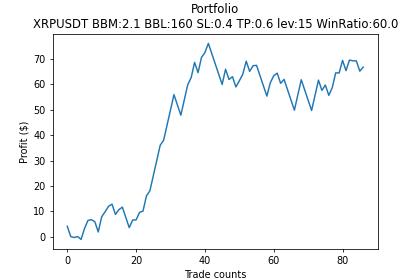 Portfolio
XRPUSDT BBM:2.1 BBL:160 SL:0.4 TP:0.6 lev:15 WinRatio:60.0
70
60
50
40
30
20
10
0
Profit ($)
0 20 40 60 80
Trade counts